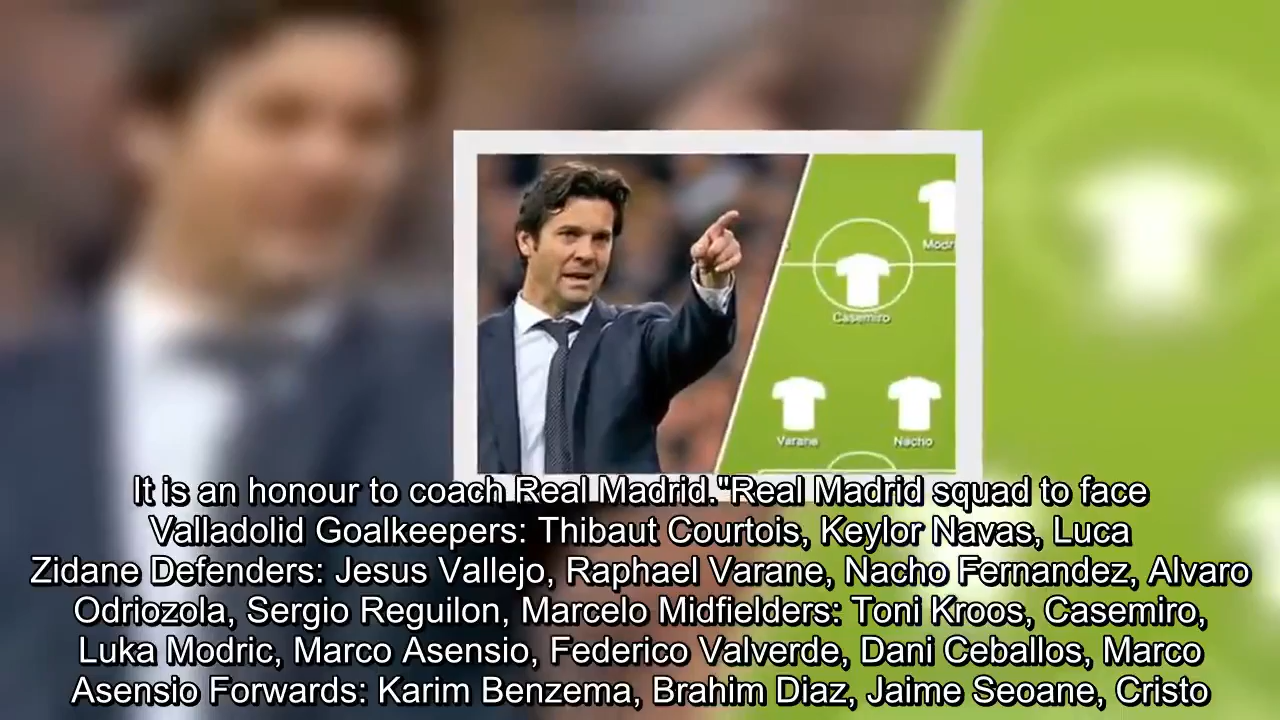 Modr
Casemiro
Varane
Nacho
It is an honour to coach Real Madrid."Real Madrid squad to face
Valladolid Goalkeepers: Thibaut Courtois, Keylor Navas, Luca
Zidane Defenders: Jesus Vallejo, Raphael Varane, Nacho Fernandez, Alvaro
Odriozola, Sergio Reguilon, Marcelo Midfielders: Toni Kroos, Casemiro,
Luka Modric, Marco Asensio, Federico Valverde, Dani Ceballos, Marco
Asensio Forwards: Karim Benzema, Brahim Diaz, Jaime Seoane, Cristo